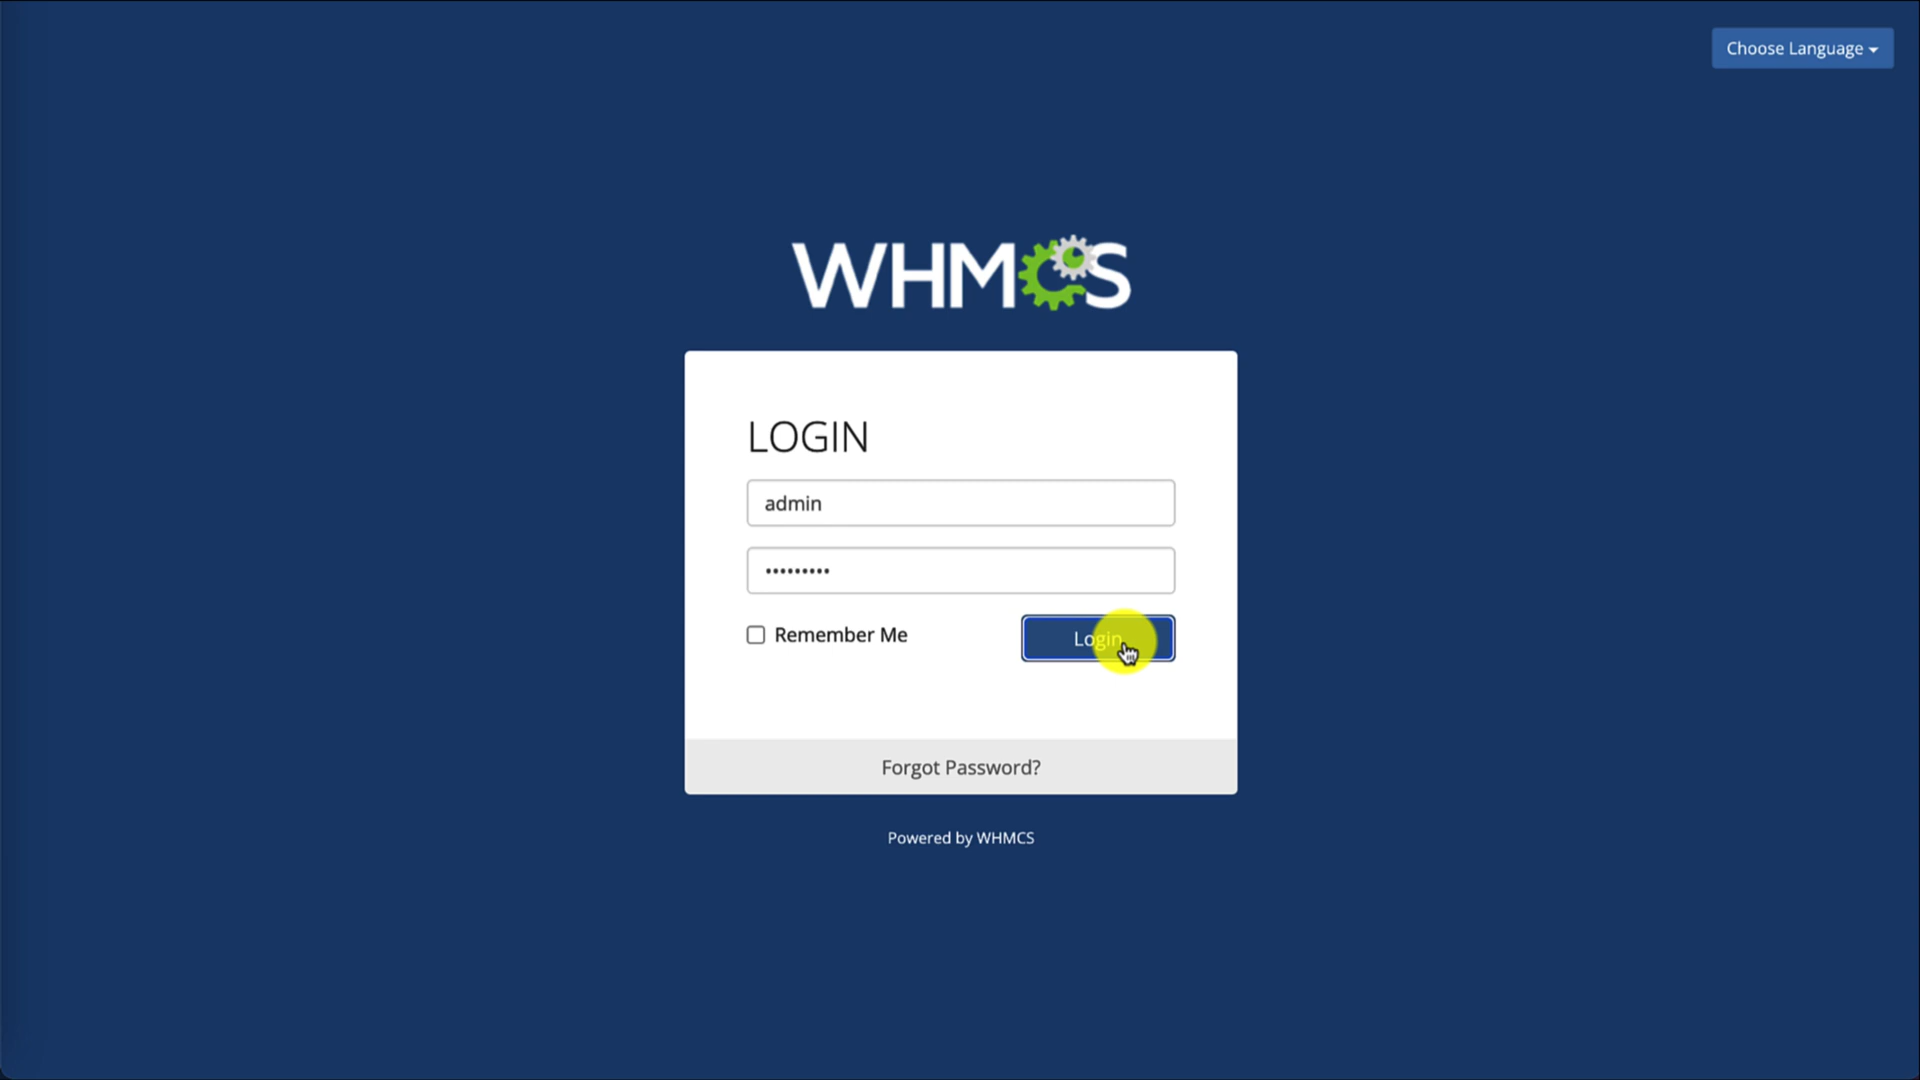 Choose Language
WHMCS
LOGIN
admin
•••••••••
Remember Me
Login
Forgot Password?
Powered by WHMCS